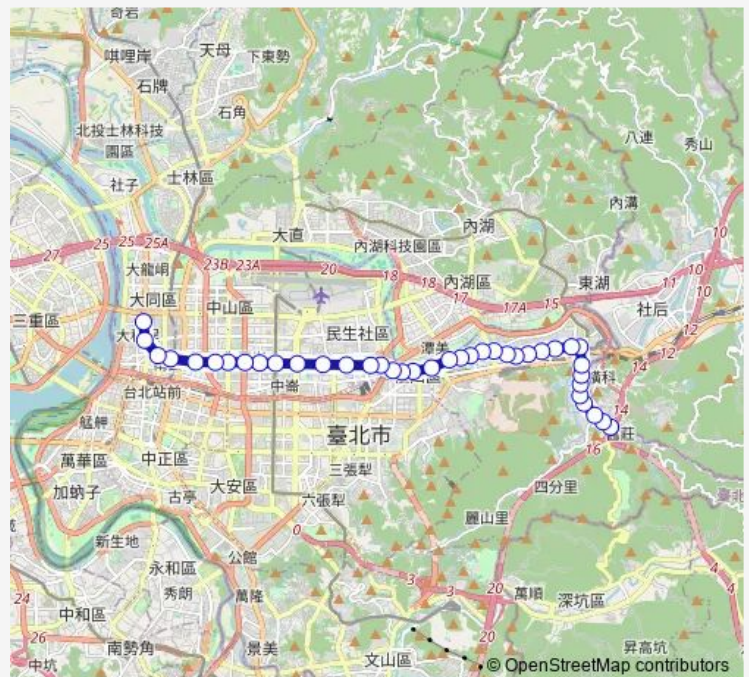 奇岩
唭哩岸
天母
下東勢
石牌
石角
北投士林科技
園區
八連
秀山
社子
士林區
內溝
大直
內湖
內湖科技園區
27
25
25
25A
23B
23A
20
18
18
17
17A
15
10
10
10
大龍峒
內湖區
東湖
社后
大同區
中山區
三重區
民生社區
潭美
12
12
14
橫科
台北站前
中崙
艋舺
臺北市
14
萬華區
中正區
三張犁
16
四分里
加蚋子
古亭
大安區
六張犁
麗山里
新生地
0
公館
永和區
秀朗
萬隆
3
3
20
萬順
深坑區
4
4
24
中和區
26
南勢角
景美
文山區
20
昇高坑
中坑
© OpenStreetMap contributors